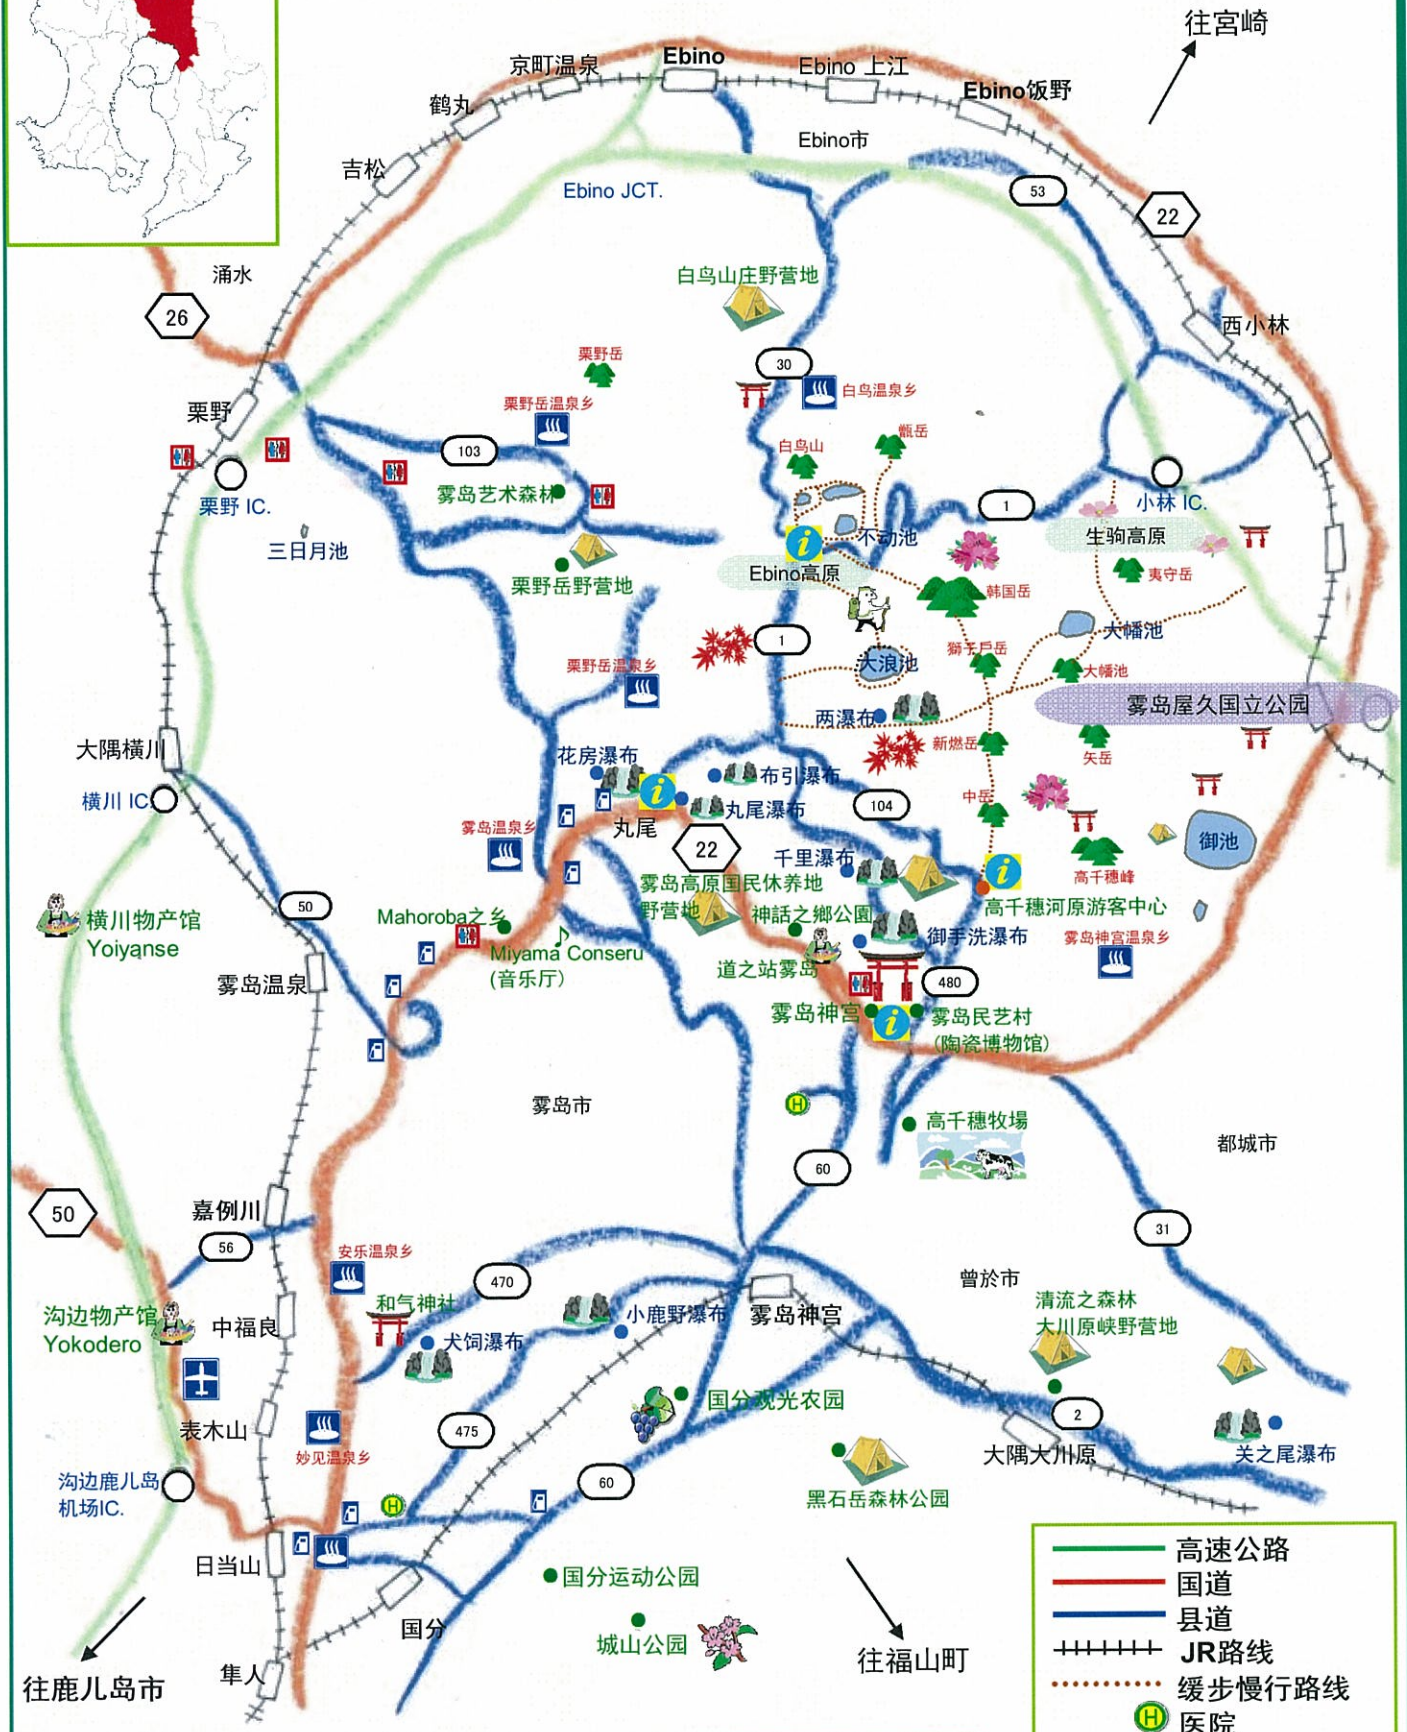 往宮崎
京町温泉
Ebino
Ebino 上江
Ebino饭野
鹤丸
Ebino市
吉松
Ebino JCT.
53
22
涌水
26
白鸟山庄野营地
西小林
30
栗野岳
白鸟温泉乡
栗野岳温泉乡
栗野
甑岳
白鸟山
103
雾岛艺术森林
栗野 IC.
1
小林 IC.
三日月池
不动池
生驹高原
栗野岳野营地
Ebino高原
韩国岳
夷守岳
1
大幡池
栗野岳温泉乡
大浪池
獅子戶岳
大幡池
雾岛屋久国立公园
两瀑布
大隅横川
花房瀑布
新燃岳
矢岳
布引瀑布
横川 IC.
丸尾瀑布
104
中岳
雾岛温泉乡
丸尾
22
千里瀑布
御池
雾岛高原国民休养地
野营地
高千穗峰
50
横川物产馆
Yoiyanse
Mahoroba之乡
神話之鄉公園
高千穗河原游客中心
Miyama Conseru
(音乐厅)
御手洗瀑布
雾岛神宫温泉乡
雾岛温泉
道之站雾岛
480
雾岛神宫
雾岛民艺村
(陶瓷博物馆)
雾岛市
H
高千穗牧場
都城市
60
50
嘉例川
56
31
安乐温泉乡
470
曾於市
沟边物产馆
Yokodero
中福良
和气神社
小鹿野瀑布
雾岛神宫
清流之森林
大川原峡野营地
犬饲瀑布
国分观光农园
表木山
475
2
妙见温泉乡
大隅大川原
关之尾瀑布
沟边鹿儿岛
机场IC.
H
60
黑石岳森林公园
日当山
国分运动公园
国分
城山公园
往福山町
隼人
往鹿儿岛市
高速公路
国道
县道
JR路线
缓步慢行路线
H
医院